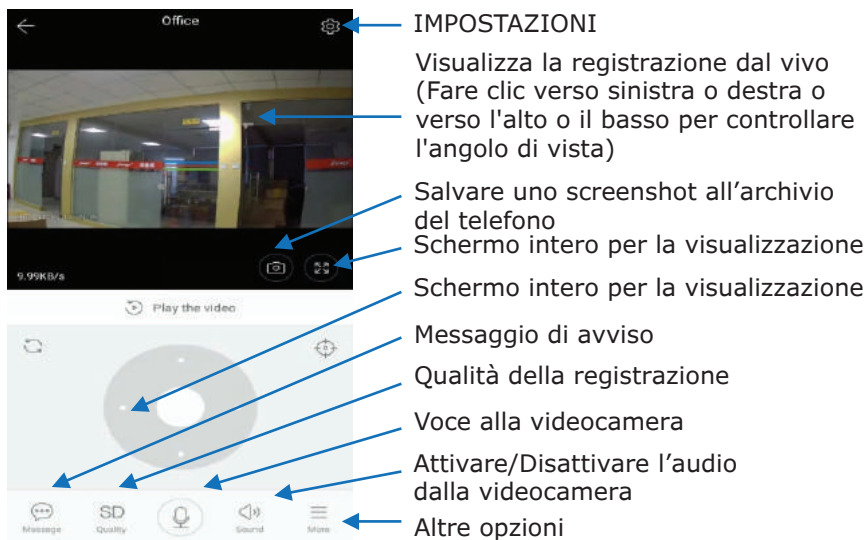 Office
IMPOSTAZIONI
Visualizza la registrazione dal vivo
(Fare clic verso sinistra o destra o
verso l'alto o il basso per controllare
l'angolo di vista)
Salvare uno screenshot all’archivio
del telefono
Schermo intero per la visualizzazione
9.99KB/s
Schermo intero per la visualizzazione
Play the video
Messaggio di avviso
Qualità della registrazione
Voce alla videocamera
Attivare/Disattivare l’audio
dalla videocamera
SD
Message
Quality
Sound
More
Altre opzioni